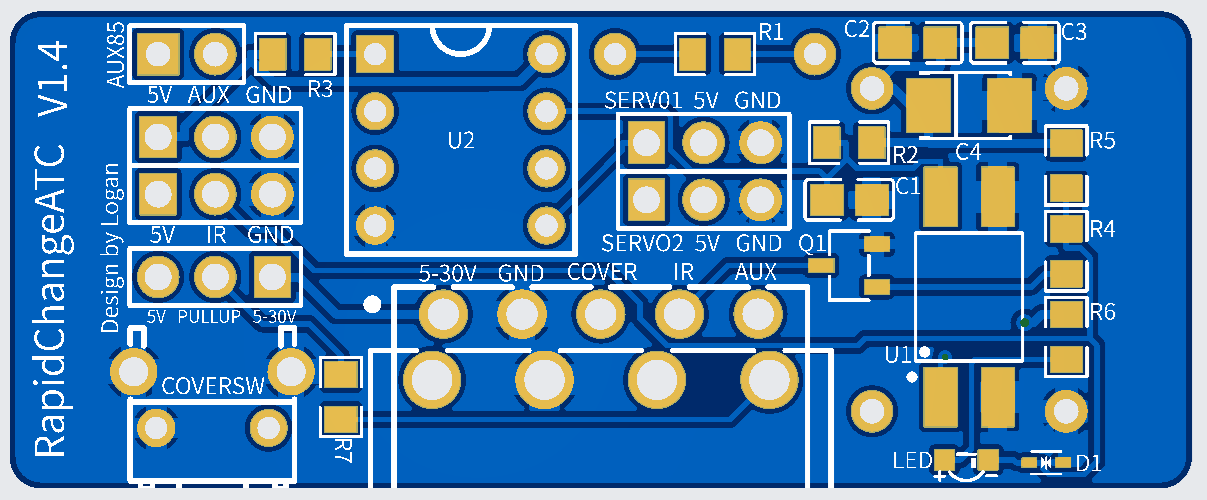 RapidChangeATC V1.4
Design by Logan
AUX85
5V AUX GND
R3
5V IR GND
5V PULLUP 5-30V
COVERSW
R7
U2
R1
SERVO1 5V GND
SERVO2 5V GND
5-30V GND COVER IR AUX
C2
C3
C4
R2
C1
Q1
R5
R4
R6
U1
LED
+ -
D1